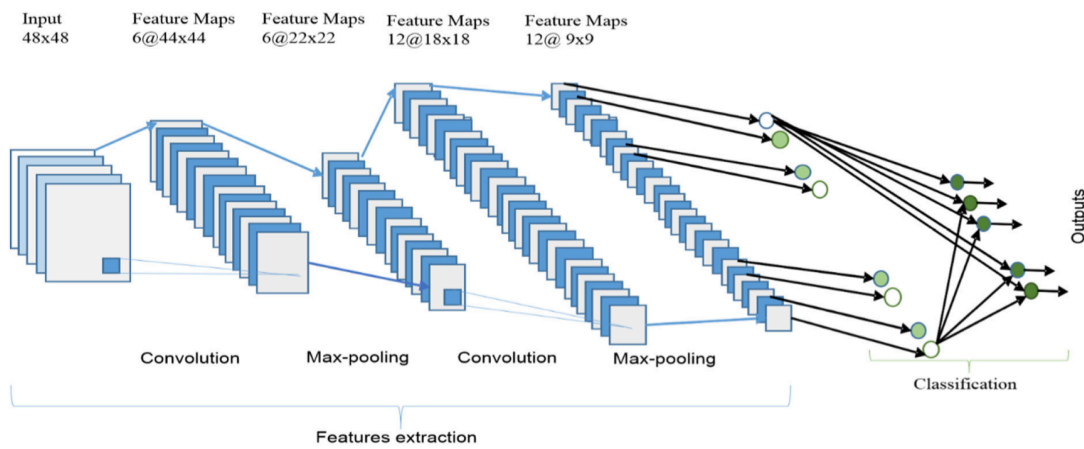 Input
48x48
Feature Maps
6@44x44
Feature Maps
6@22x22
Feature Maps
12@18x18
Feature Maps
12@ 9x9
Outputs
Convolution
Max-pooling
Convolution
Max-pooling
Classification
Features extraction